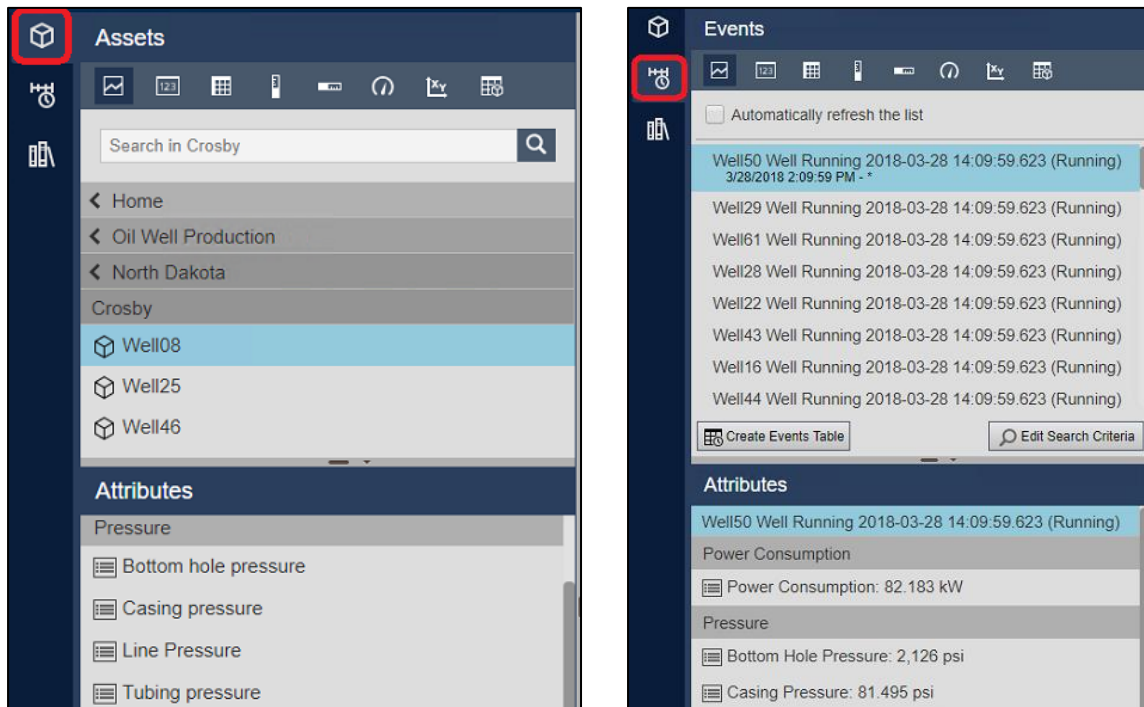 Assets
123
XY
Search in Crosby
Home
Oil Well Production
North Dakota
Crosby
Well08
Well25
Well46
Attributes
Pressure
Bottom hole pressure
Casing pressure
Line Pressure
Tubing pressure
Events
123
XY
Automatically refresh the list
Well50 Well Running 2018-03-28 14:09:59.623 (Running)
3/28/2018 2:09:59 PM - *
Well29 Well Running 2018-03-28 14:09:59.623 (Running)
Well61 Well Running 2018-03-28 14:09:59.623 (Running)
Well28 Well Running 2018-03-28 14:09:59.623 (Running)
Well22 Well Running 2018-03-28 14:09:59.623 (Running)
Well43 Well Running 2018-03-28 14:09:59.623 (Running)
Well16 Well Running 2018-03-28 14:09:59.623 (Running)
Well44 Well Running 2018-03-28 14:09:59.623 (Running)
Create Events Table
Edit Search Criteria
Attributes
Well50 Well Running 2018-03-28 14:09:59.623 (Running)
Power Consumption
Power Consumption: 82.183 kW
Pressure
Bottom Hole Pressure: 2,126 psi
Casing Pressure: 81.495 psi